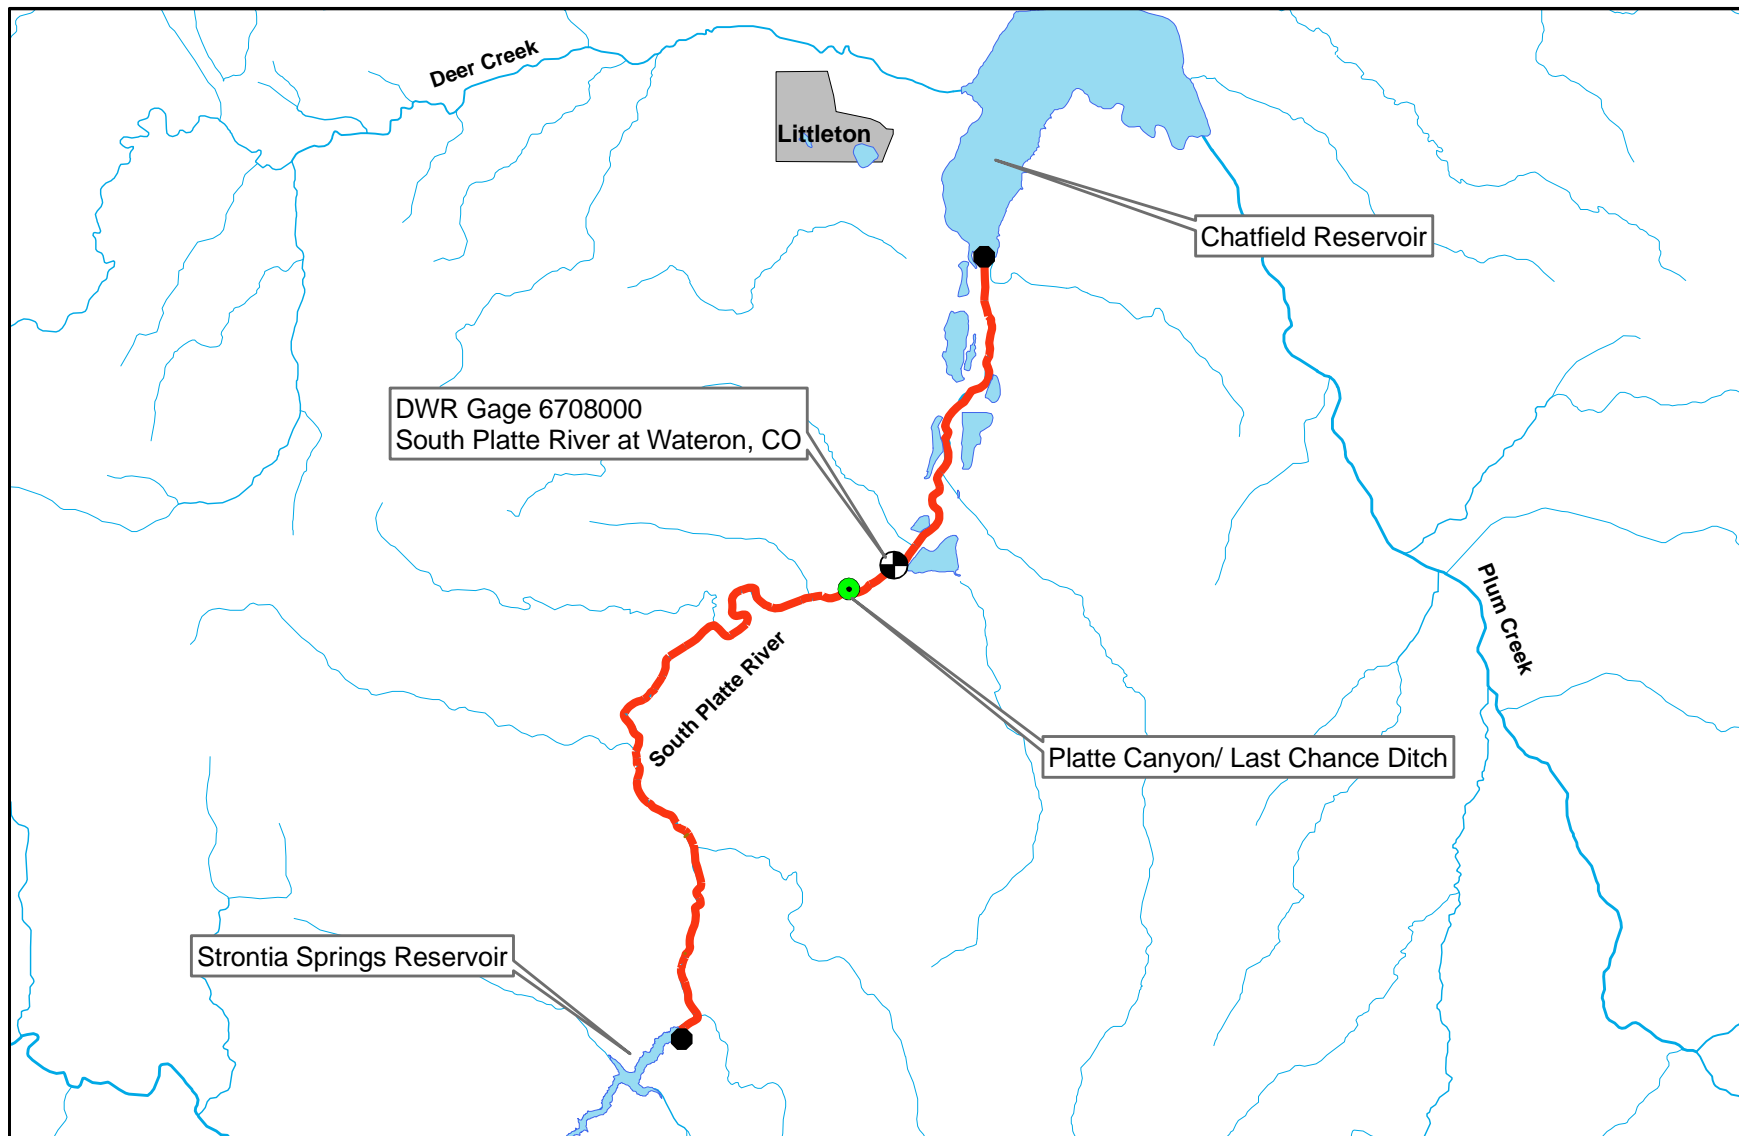 Deer Creek
Littleton
Chatfield Reservoir
DWR Gage 6708000
South Platte River at Wateron, CO
Plum Creek
South Platte River
Platte Canyon/ Last Chance Ditch
Strontia Springs Reservoir